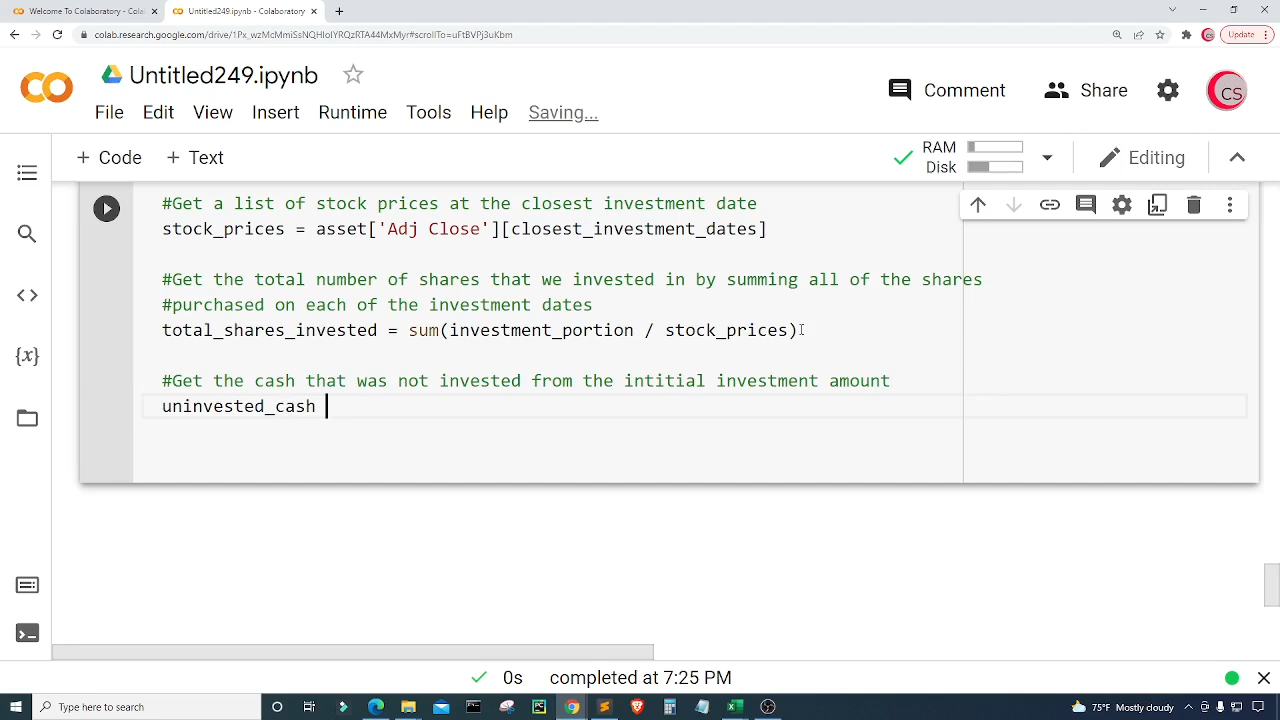 Welcome To Colaboratory - Colal
Untitled249.ipynb - Colaboratory
colab.research.google.com/drive/1Px_wzMcMmiSsNQHIoIYRQzRTA44MxMyr#scrollTo=uFtBVPj3uKbm
Update
Untitled249.ipynb
File Edit View Insert Runtime Tools Help Saving...
Comment
Share
CS
+ Code + Text
RAM
Disk
Editing
#Get a list of stock prices at the closest investment date
stock_prices = asset['Adj Close'][closest_investment_dates]
#Get the total number of shares that we invested in by summing all of the shares
#purchased on each of the investment dates
total_shares_invested = sum(investment_portion / stock_prices)
#Get the cash that was not invested from the intitial investment amount
uninvested_cash
{x}
0s completed at 7:25 PM
Type here to search
73°F Mostly cloudy